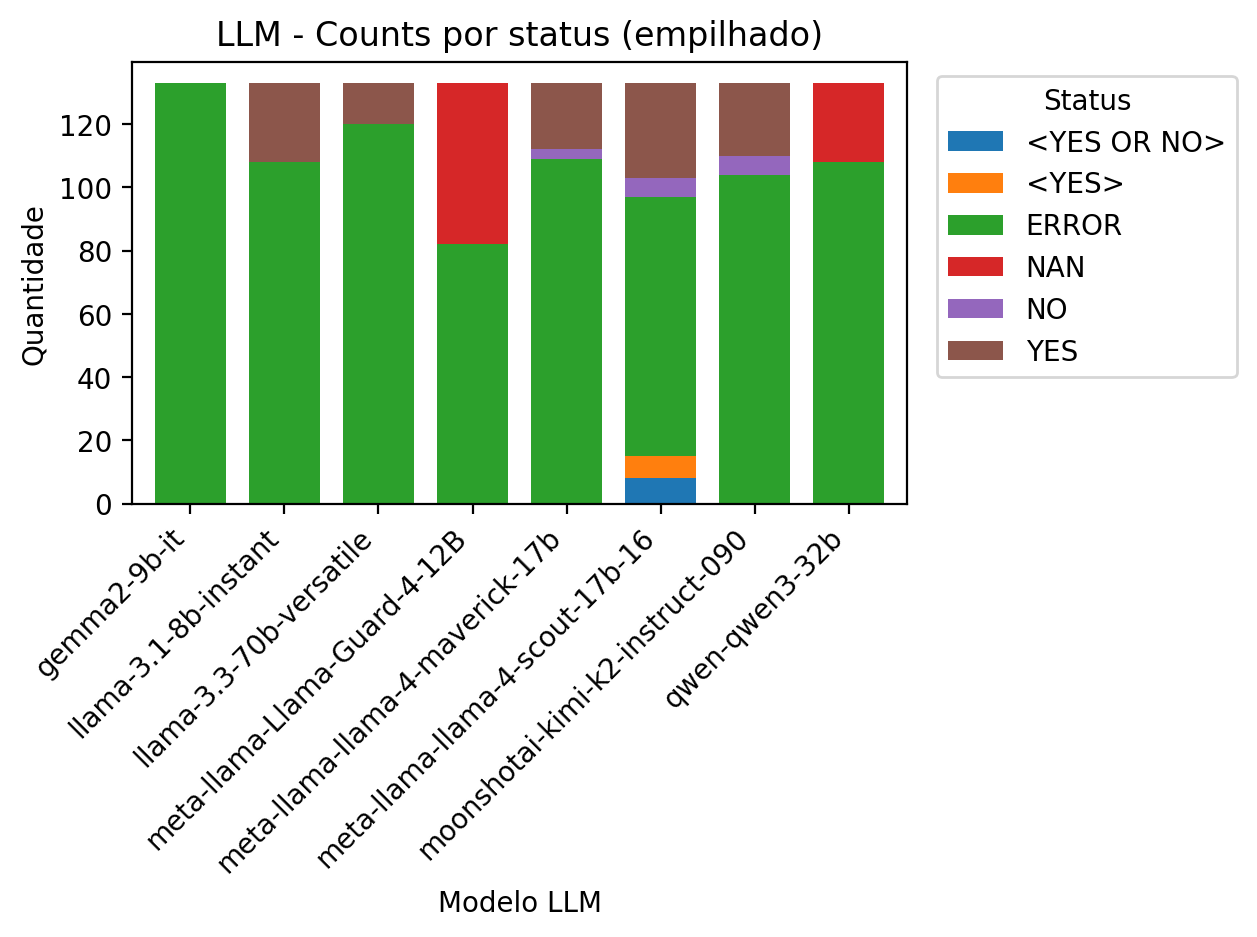 LLM - Counts por status (empilhado)
Quantidade
120
100
80
60
40
20
0
gemma2-9b-it
llama-3.1-8b-instant
llama-3.3-70b-versatile
meta-llama-Llama-Guard-4-12B
meta-llama-llama-4-maverick-17b
meta-llama-llama-4-scout-17b-16
moonshotai-kimi-k2-instruct-090
qwen-qwen3-32b
Modelo LLM
Status
<YES OR NO>
<YES>
ERROR
NAN
NO
YES